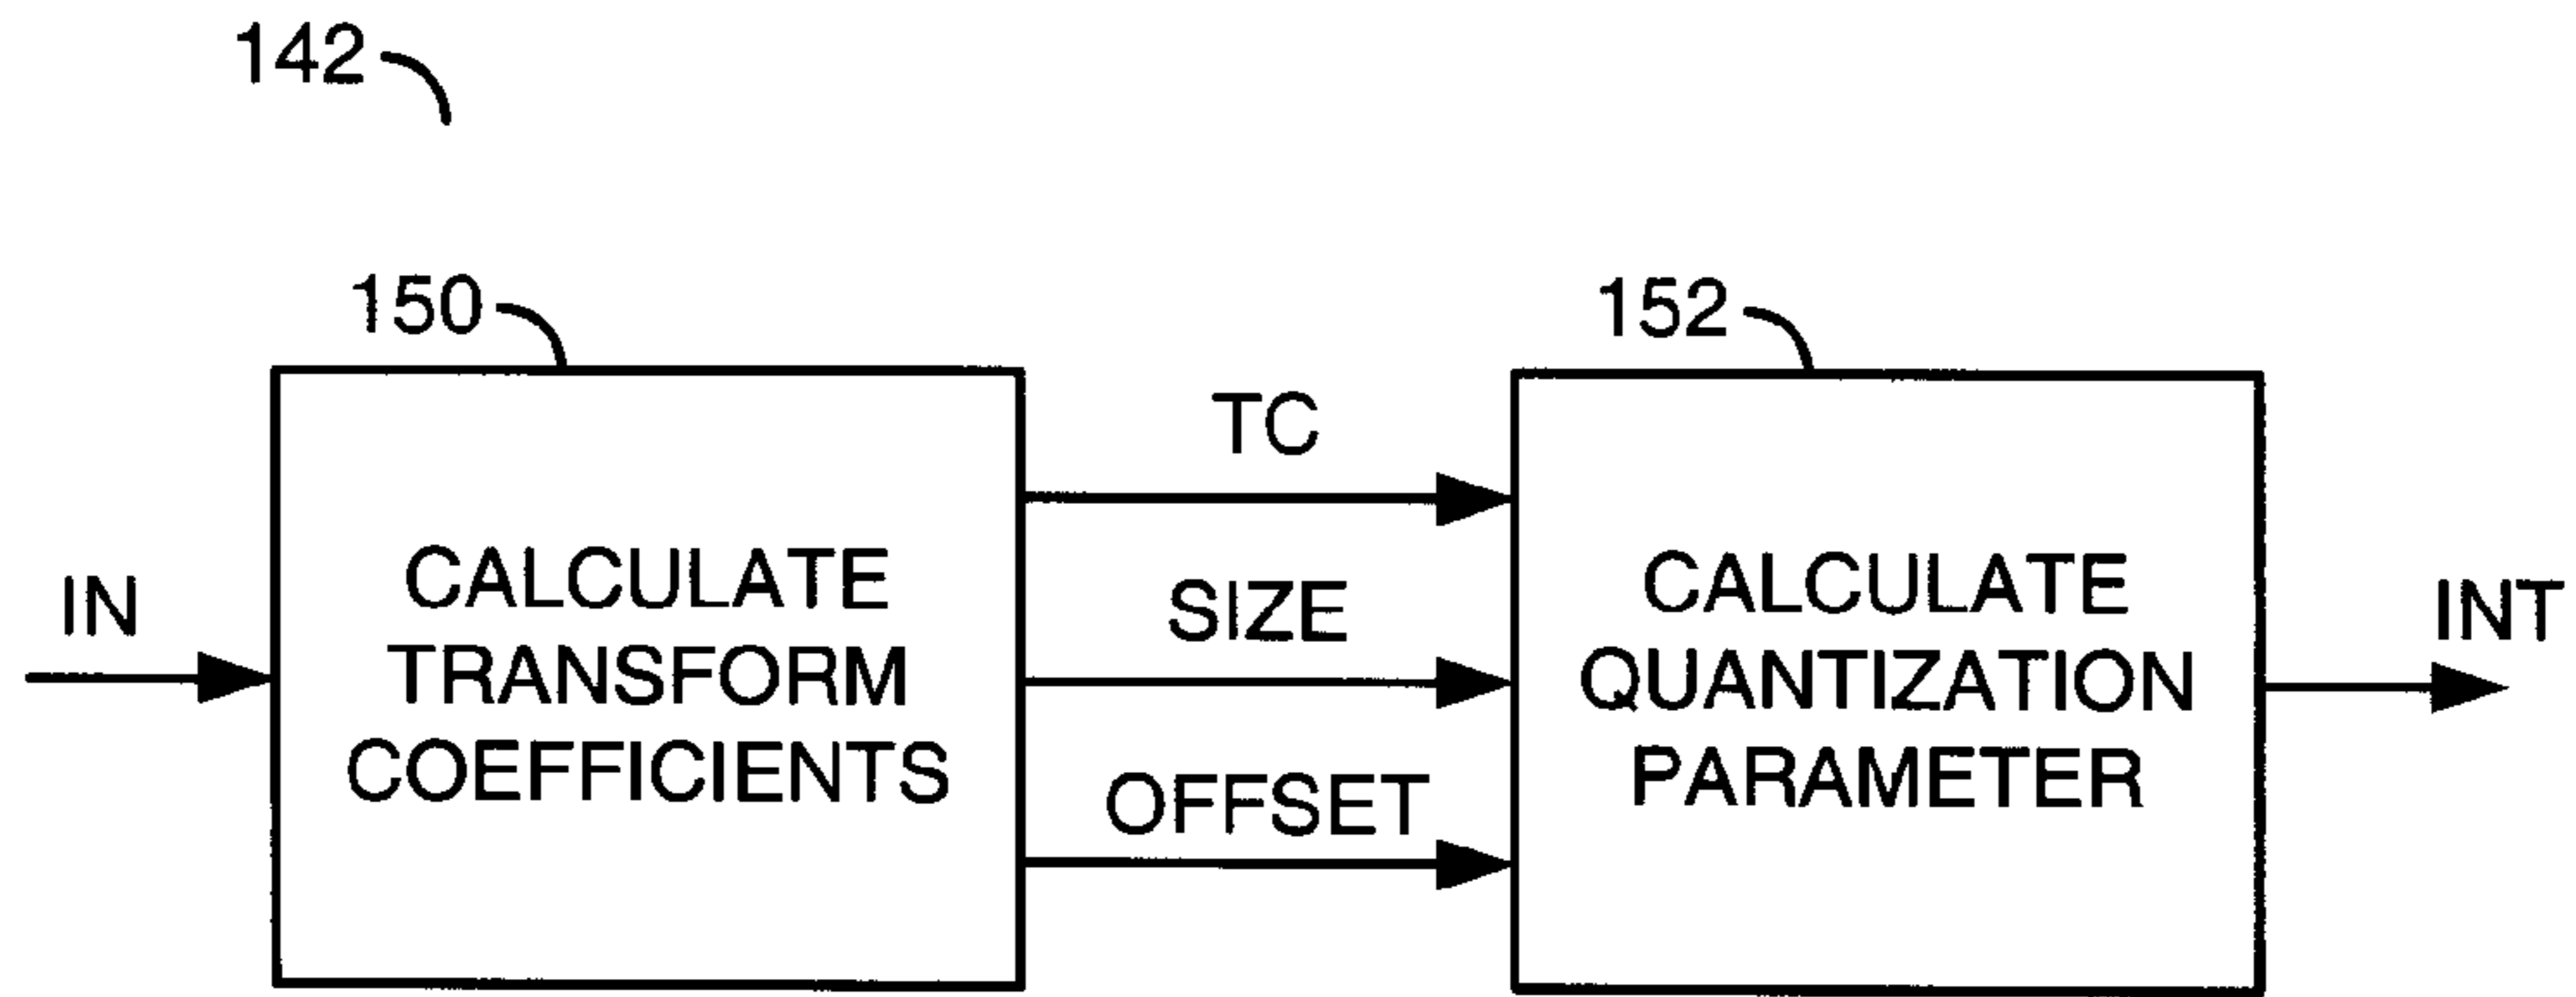 142
150
152
TC
SIZE
OFFSET
IN
CALCULATE
TRANSFORM
COEFFICIENTS
CALCULATE
QUANTIZATION
PARAMETER
INT